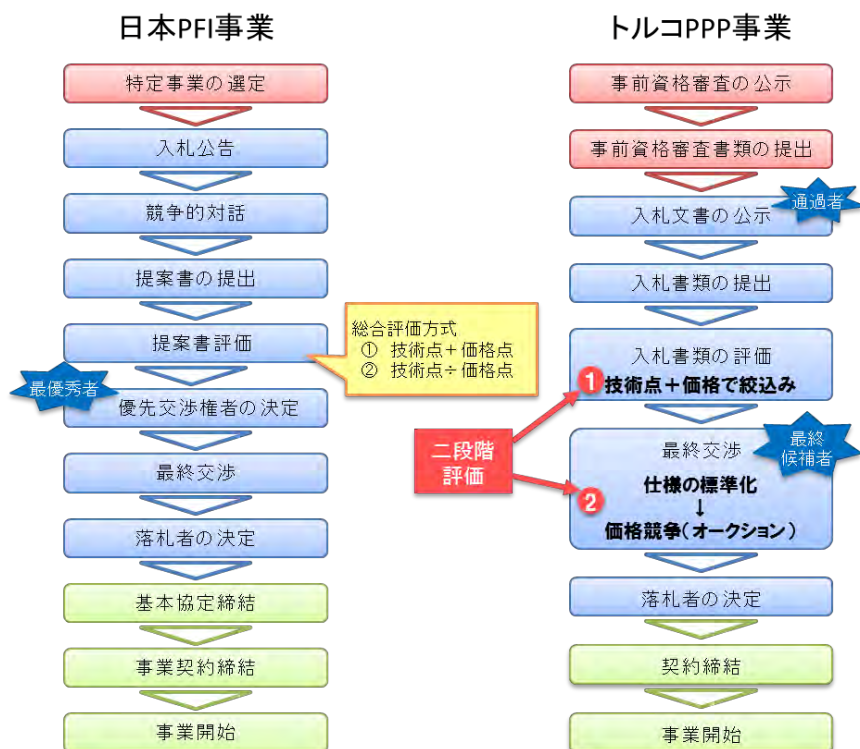 日本PFI事業
特定事業の選定
入札公告
競争的対話
提案書の提出
提案書評価
総合評価方式
① 技術点＋価格点
② 技術点÷価格点
最優秀者
優先交渉権者の決定
最終交渉
落札者の決定
基本協定締結
事業契約締結
事業開始
トルコPPP事業
事前資格審査の公示
事前資格審査書類の提出
通過者
入札文書の公示
入札書類の提出
入札書類の評価
1 技術点＋価格で絞込み
二段階
評価
最終
候補者
最終交渉
仕様の標準化
2 ↓
価格競争（オークション）
落札者の決定
契約締結
事業開始